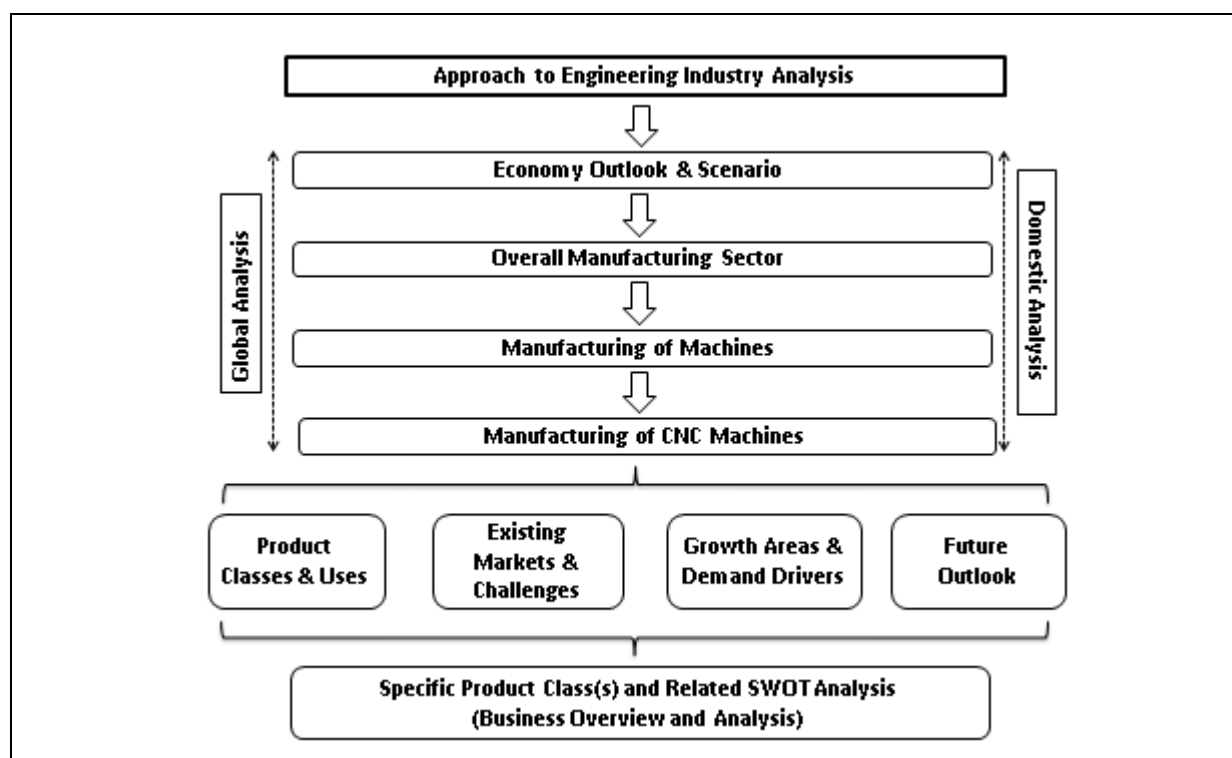 Approach to Engineering Industry Analysis
Economy Outlook & Scenario
Overall Manufacturing Sector
Manufacturing of Machines
Manufacturing of CNC Machines
Global Analysis
Domestic Analysis
Product
Classes & Uses
Existing
Markets &
Challenges
Growth Areas &
Demand Drivers
Future
Outlook
Specific Product Class(s) and Related SWOT Analysis
(Business Overview and Analysis)